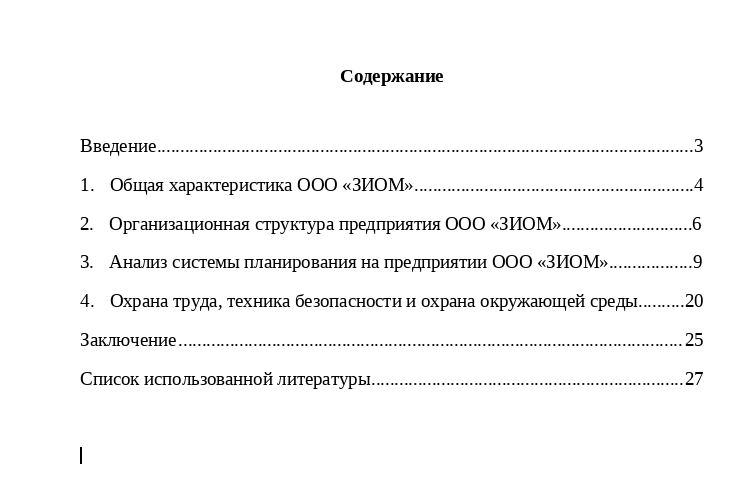 Содержание
Введение...................................................................................................................3
1. Общая характеристика ООО «ЗИОМ»............................................................4
2. Организационная структура предприятия ООО «ЗИОМ»............................6
3. Анализ системы планирования на предприятии ООО «ЗИОМ»..................9
4. Охрана труда, техника безопасности и охрана окружающей среды..........20
Заключение............................................................................................................25
Список использованной литературы...................................................................27